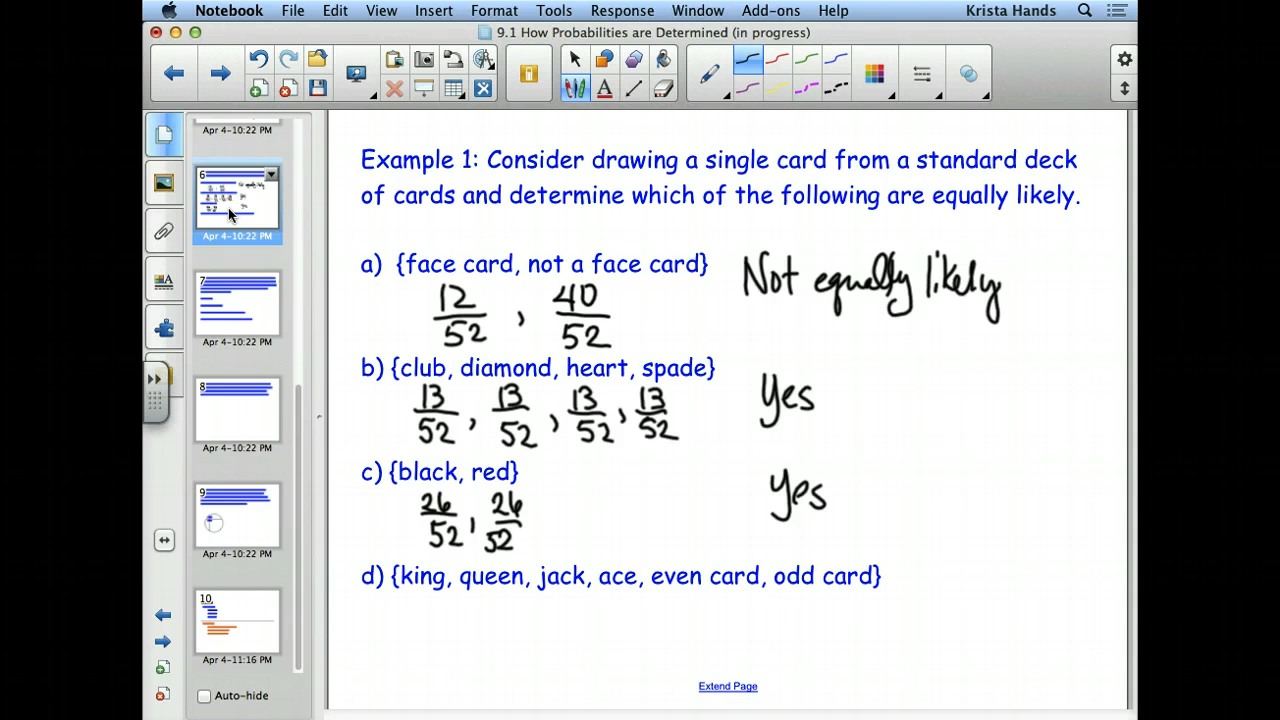 Notebook File Edit View Insert Format Tools Response Window Add-ons Help Krista Hands
9.1 How Probabilities are Determined (in progress)
Apr 4-10:22 PM
6
Apr 4-10:22 PM
7
Apr 4-10:22 PM
8
Apr 4-10:22 PM
9
Apr 4-10:22 PM
10
Apr 4-11:16 PM
Auto-hide
Example 1: Consider drawing a single card from a standard deck
of cards and determine which of the following are equally likely.
a) {face card, not a face card} Not equally likely
12/52, 40/52
b) {club, diamond, heart, spade}
13/52, 13/52, 13/52, 13/52 yes
c) {black, red}
26/52, 26/52 yes
d) {king, queen, jack, ace, even card, odd card}
Extend Page